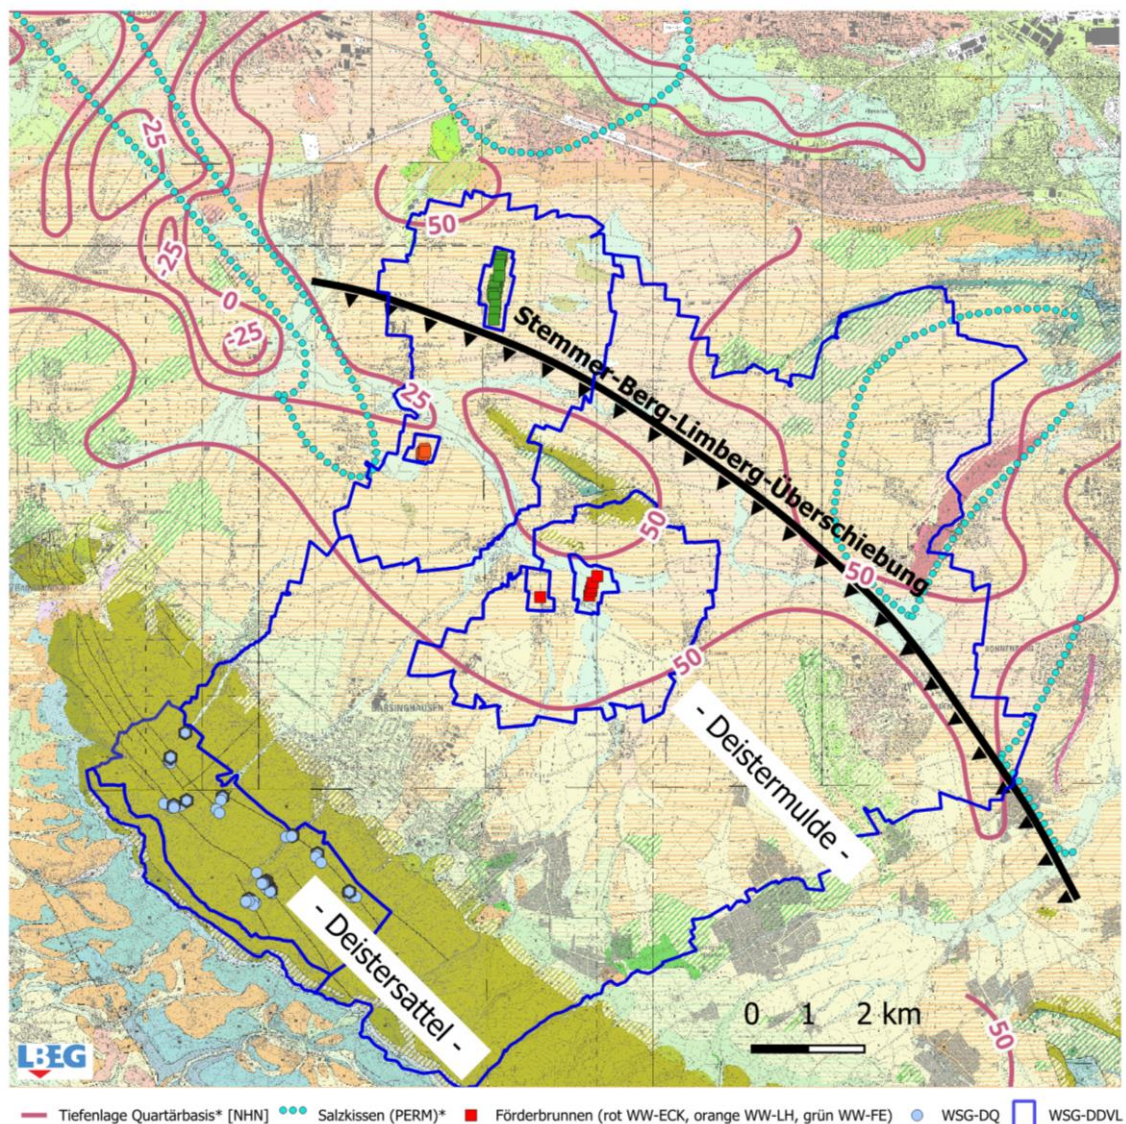 25
50
-25
0
-25
Stemmer-Berg-Limberg-Überschiebung
25
50
50
50
- Deistermulde -
- Deistersattel -
0 1 2 km
50
LBEG
Tiefenlage Quartärbasis* [NHN] Salzkissen (PERM)* Förderbrunnen (rot WW-ECK, orange WW-LH, grün WW-FE) WSG-DQ WSG-DDVL